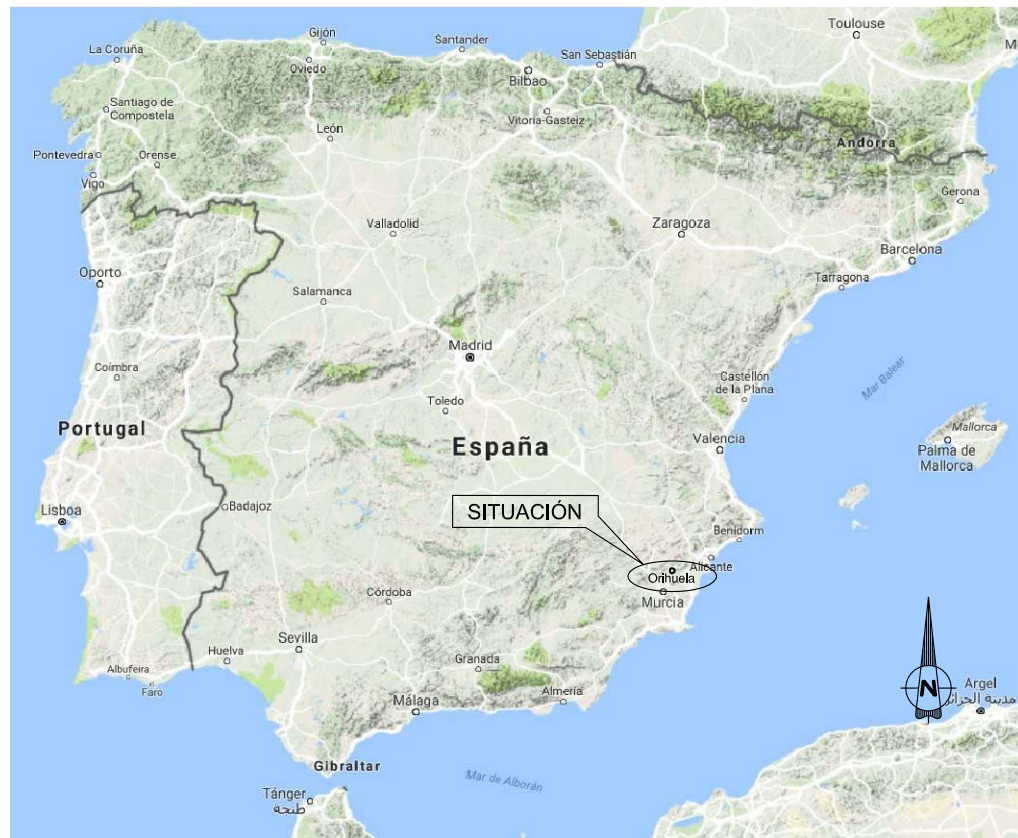 Toulouse
Gijón
La Coruña
Santander
San Sebastián
M
Oviedo
Bilbao
Santiago de
Compostela
Vitoria-Gasteiz
León
Andorra
Pontevedra
Orense
Vigo
Gerona
Valladolid
Zaragoza
Barcelona
Oporto
Tarragona
Salamanca
Madrid
Coímbra
Castellón
de la Plana
Mar Balear
Toledo
Portugal
España
Mallorca
Valencia
Palma de
Mallorca
Lisboa
Badajoz
SITUACIÓN
Benidorm
Alicante
Orihuela
Murcia
Córdoba
Sevilla
Huelva
Granada
Albufeira
Faro
Almería
Málaga
N
Argel
مدينة الجزائ
Gibraltar
Mar de Alborán
Tánger
طنجة